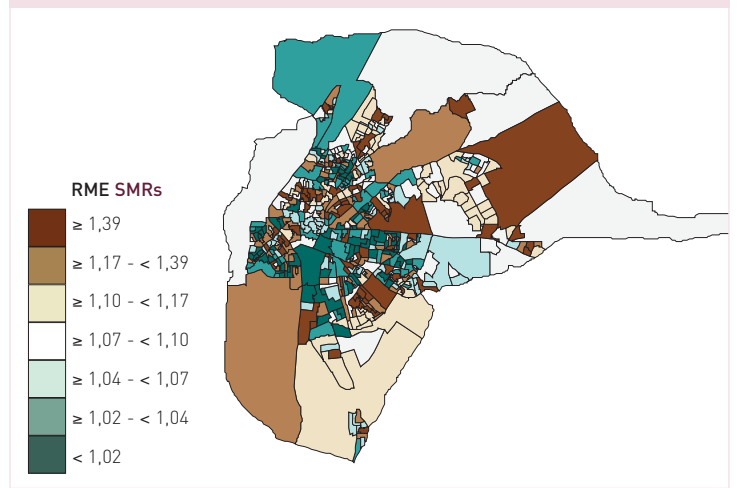 RME SMRs
≥ 1,39
≥ 1,17 - < 1,39
≥ 1,10 - < 1,17
≥ 1,07 - < 1,10
≥ 1,04 - < 1,07
≥ 1,02 - < 1,04
< 1,02